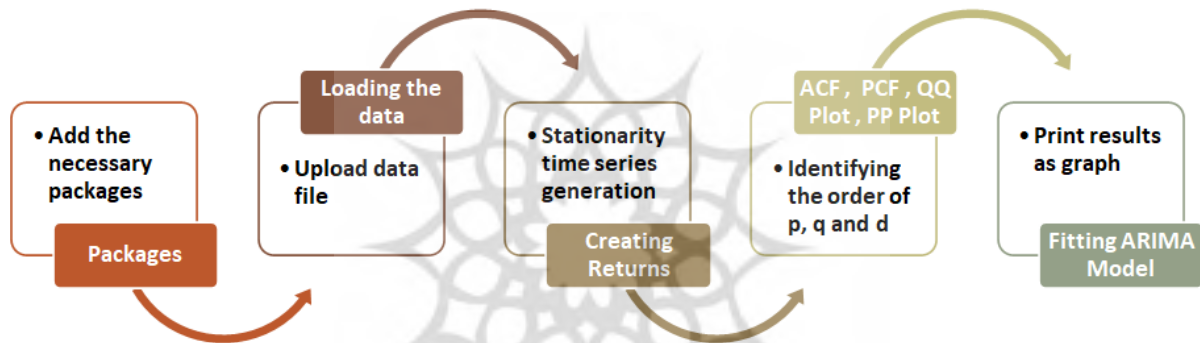 • Add the
necessary
packages
Packages
Loading the
data
• Upload data
file
• Stationarity
time series
generation
Creating
Returns
ACF , PCF , QQ
Plot , PP Plot
• Identifying
the order of
p, q and d
• Print results
as graph
Fitting ARIMA
Model